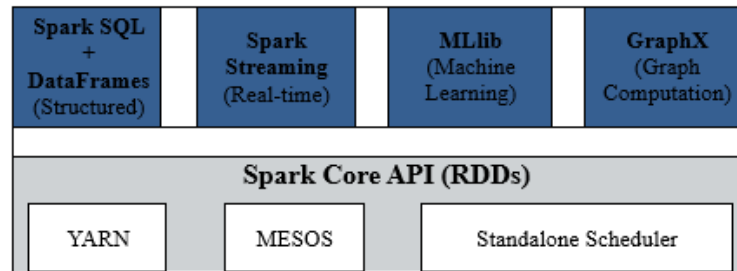 Spark SQL
+
DataFrames
(Structured)
Spark
Streaming
(Real-time)
MLlib
(Machine
Learning)
GraphX
(Graph
Computation)
Spark Core API (RDDs)
YARN
MESOS
Standalone Scheduler